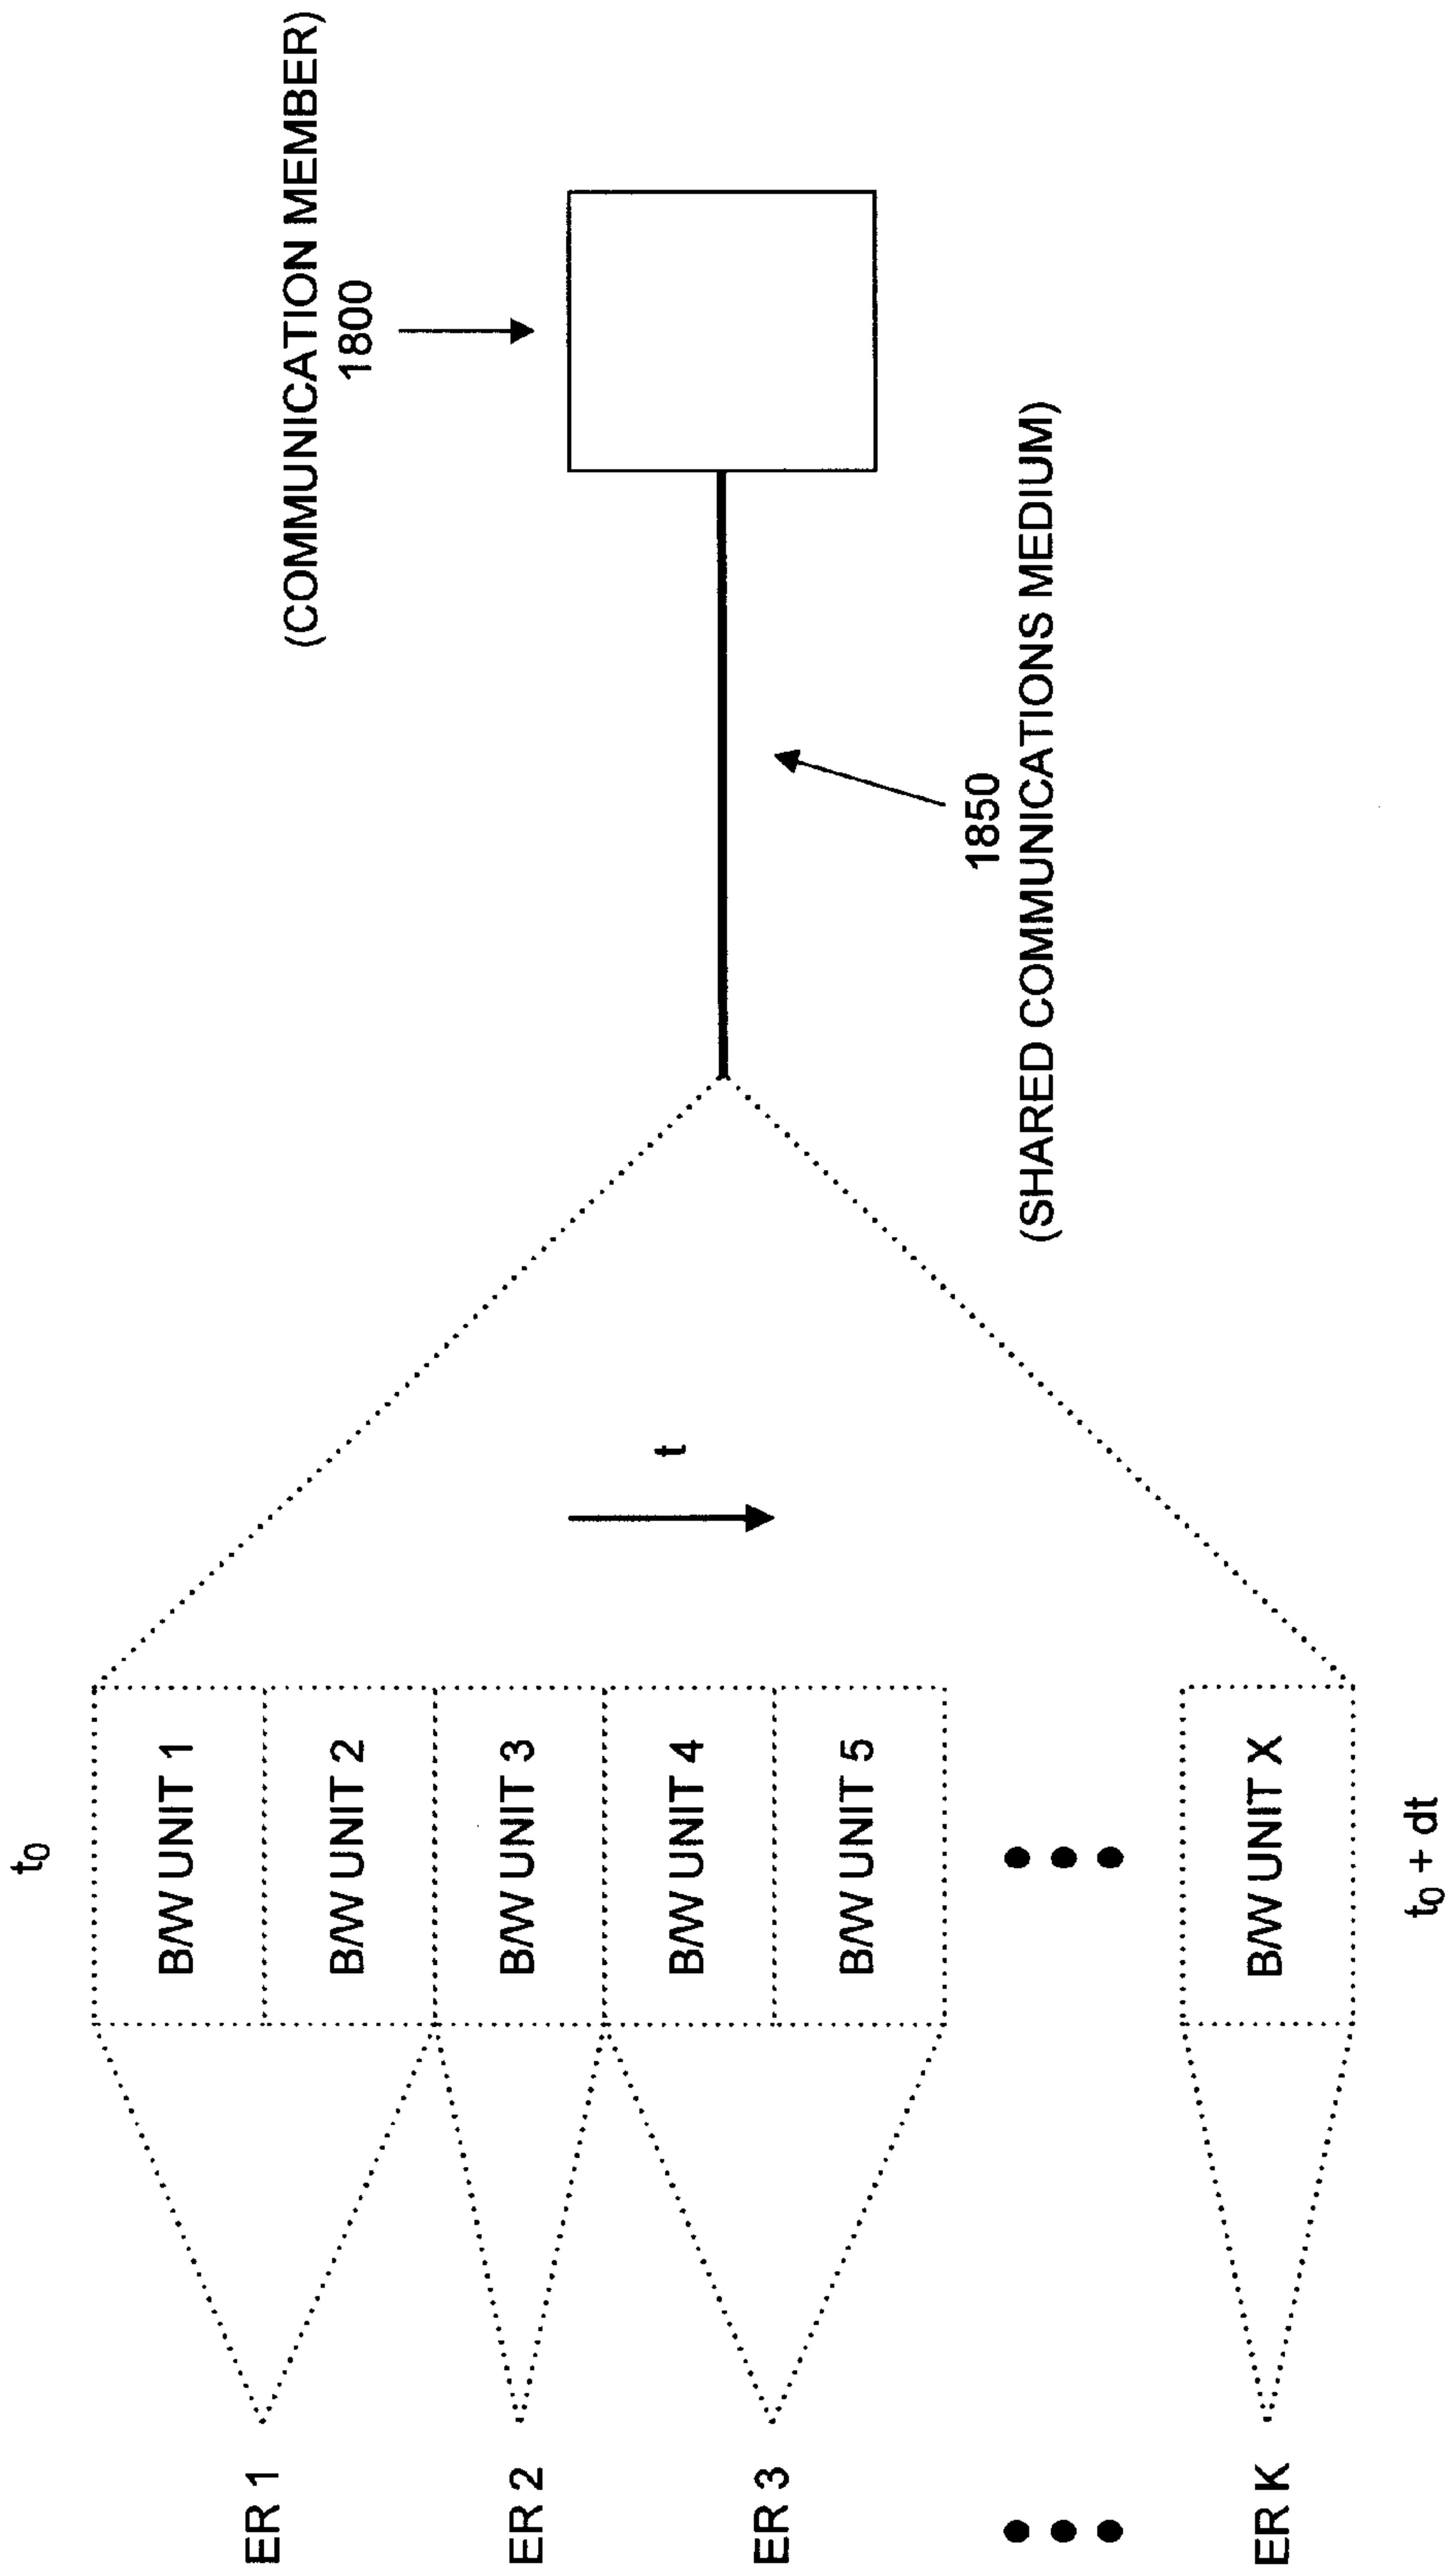 (COMMUNICATION MEMBER)
1800
1850
(SHARED COMMUNICATIONS MEDIUM)
t
t0
B/W UNIT 1
B/W UNIT 2
B/W UNIT 3
B/W UNIT 4
B/W UNIT 5
B/W UNIT X
t0 + dt
ER 1
ER 2
ER 3
ER K